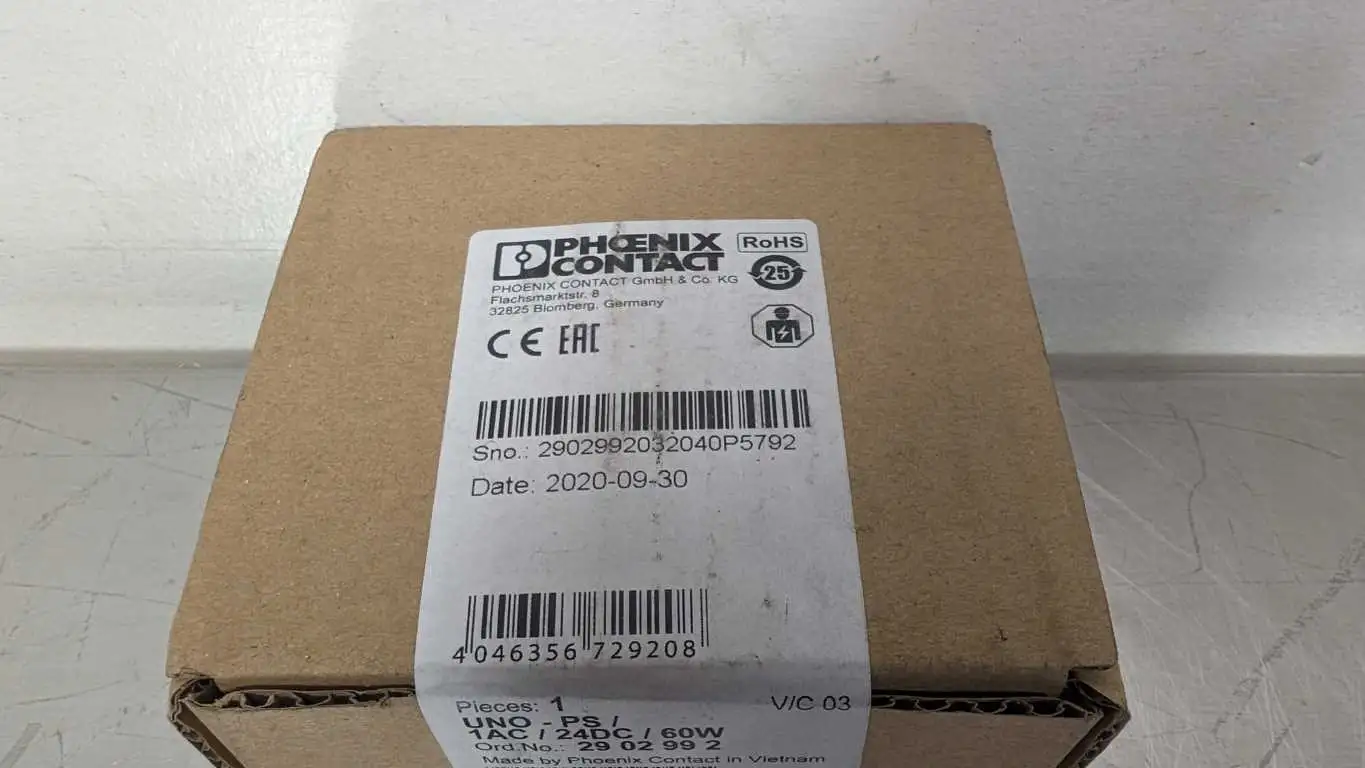 PHŒNIX
CONTACT
RoHS
25
PHOENIX CONTACT GmbH & Co. KG
Flachsmarktstr. 8
32825 Blomberg, Germany
CE EAC
Sno.: 2902992032040P5792
Date: 2020-09-30
4 046356 729208
Pieces: 1
V/C 03
UNO - PS /
1AC / 24DC / 60W
Ord.No.: 29 02 99 2
Made by Phoenix Contact in Vietnam